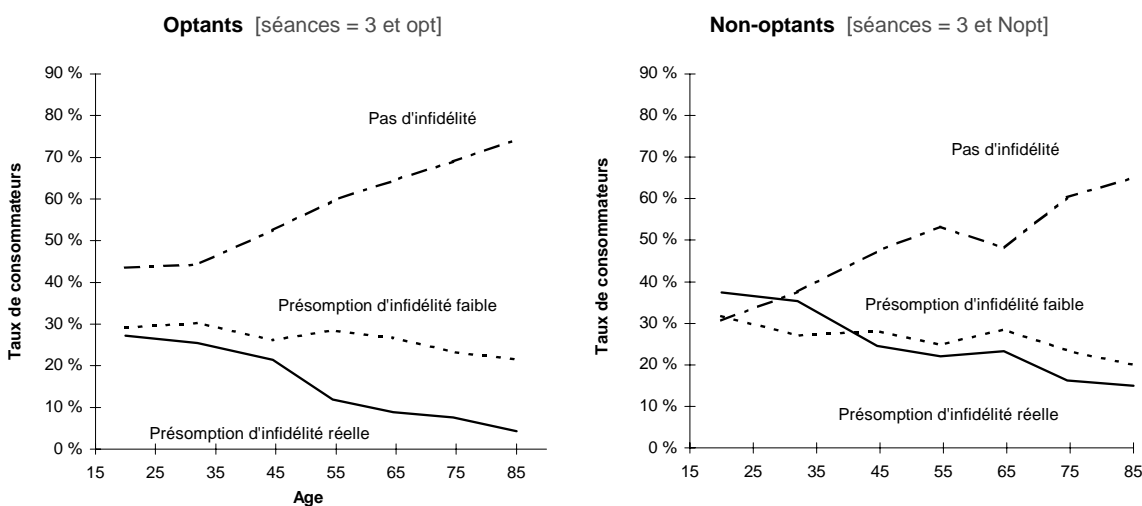 Optants [séances = 3 et opt]
90 %
80 %
70 %
60 %
50 %
40 %
30 %
20 %
10 %
0 %
Taux de consommateurs
Pas d'infidélité
Présomption d'infidélité faible
Présomption d'infidélité réelle
15 25 35 45 55 65 75 85
Age
Non-optants [séances = 3 et Nopt]
90 %
80 %
70 %
60 %
50 %
40 %
30 %
20 %
10 %
0 %
Taux de consommateurs
Pas d'infidélité
Présomption d'infidélité faible
Présomption d'infidélité réelle
15 25 35 45 55 65 75 85